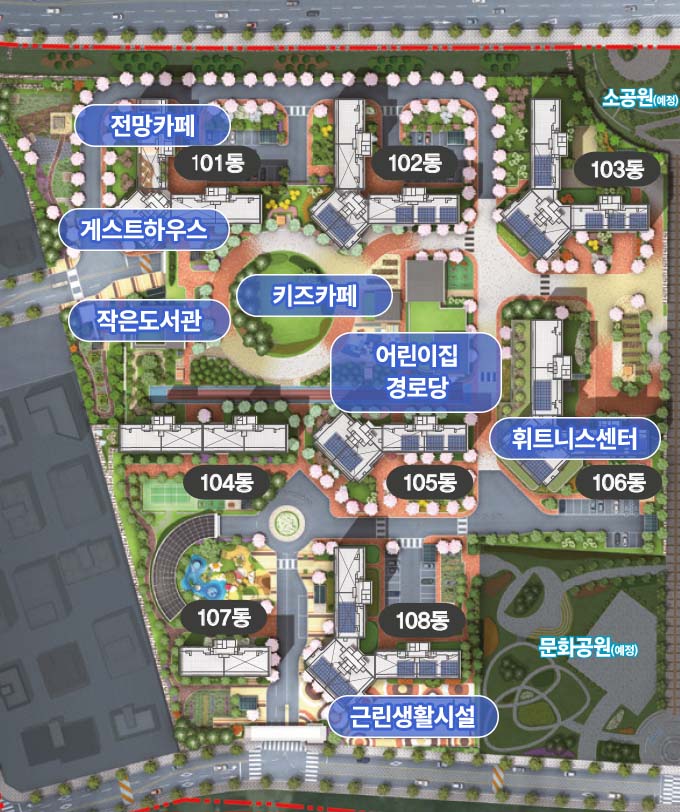 소공원(예정)
전망카페
101동
102동
103동
게스트하우스
키즈카페
작은도서관
어린이집
경로당
휘트니스센터
104동
105동
106동
107동
108동
문화공원(예정)
근린생활시설